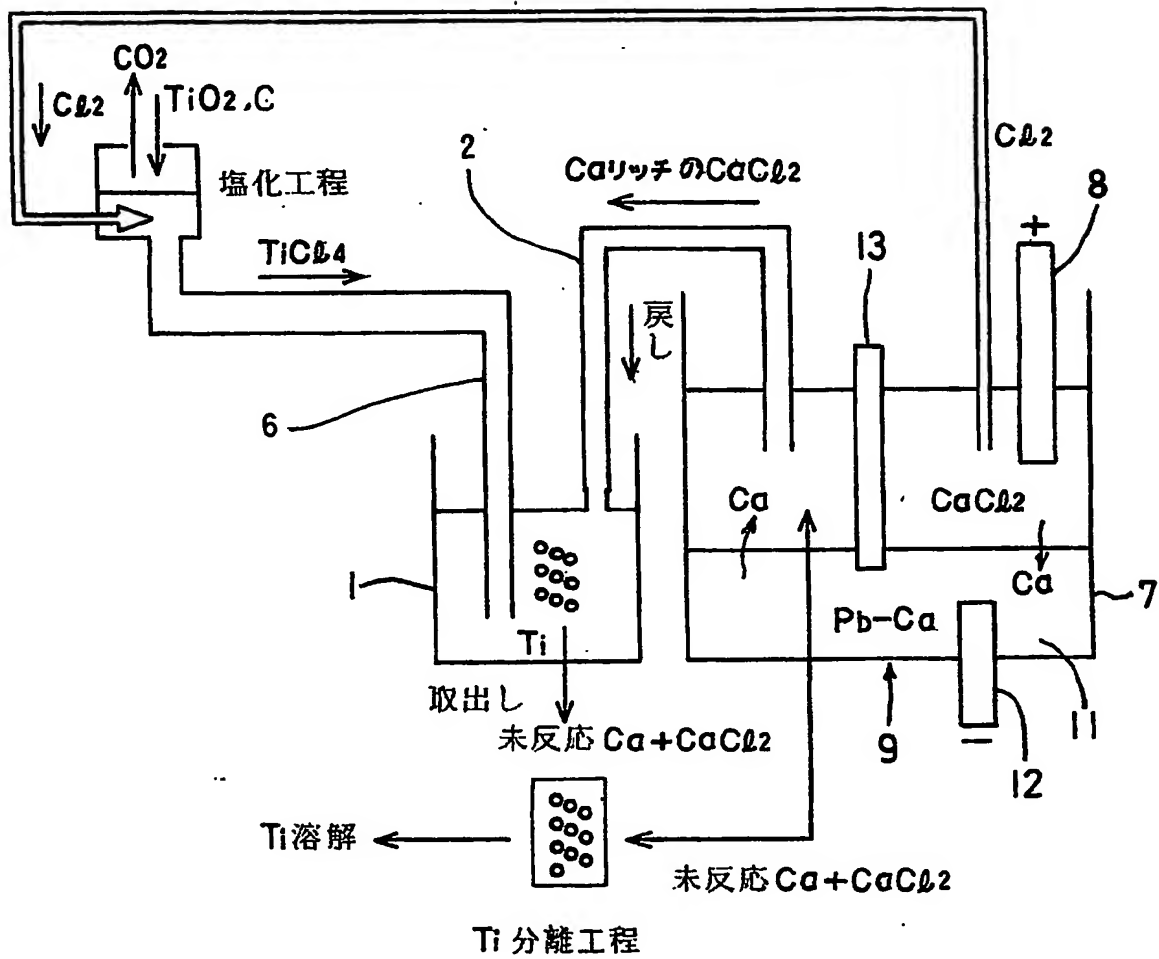 CO2
Cl2
TiO2.C
塩化工程
TiCl4
2
CaリッチのCaCl2
Cl2
8
+
13
戻し
6
1
Ca
CaCl2
Ca
7
Pb-Ca
Ti
取出し
未反応 Ca+CaCl2
9
−
12
11
Ti溶解
未反応Ca+CaCl2
Ti 分離工程